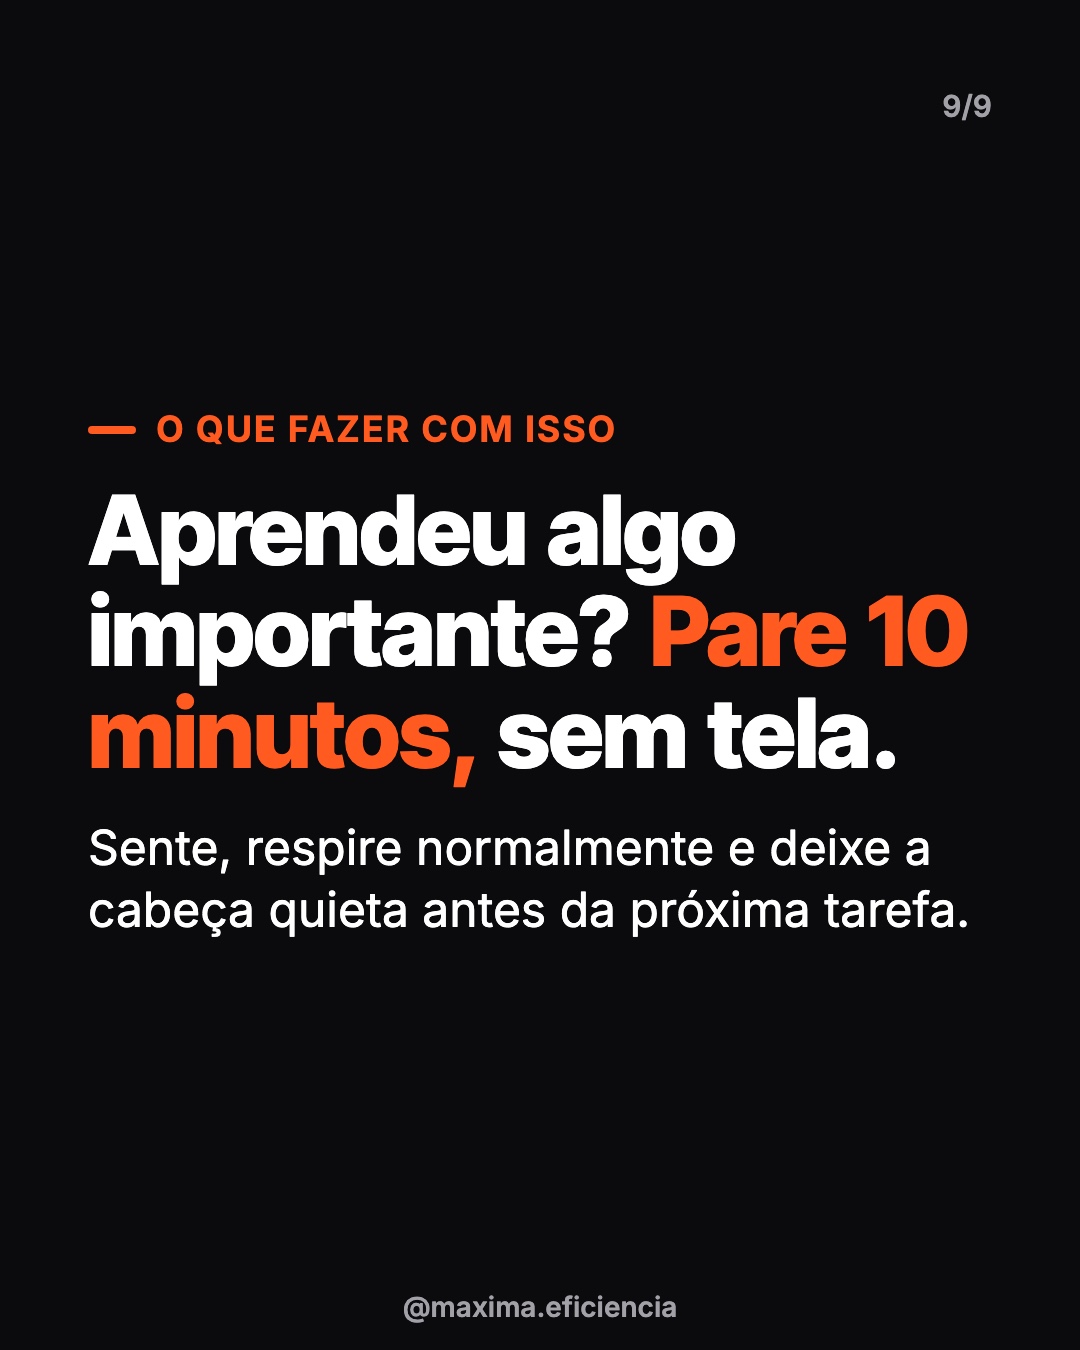 9/9
O QUE FAZER COM ISSO
Aprendeu algo
importante? Pare 10
minutos, sem tela.
Sente, respire normalmente e deixe a
cabeça quieta antes da próxima tarefa.
@maxima.eficiencia